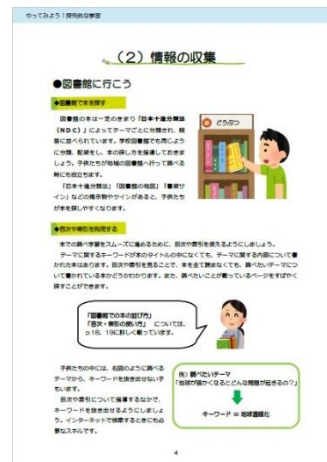 やってみよう！探究的な学習
（2）情報の収集
●図書館に行こう
◆図書館で本を探す
図書館の本は一定のきまり「日本十進分類法
（NDC）」によってテーマごとに分類され、順
番に並べられています。学校図書館でも同じよう
に分類、配架をし、本の探し方を指導しておきま
しょう。子供たちが地域の図書館へ行って調べる
時にも役立ちます。
「日本十進分類法」「図書館の地図」「書架サ
イン」などの掲示物やサインがあると、子供たち
が本を探しやすくなります。
どうぶつ
◆目次や索引を利用する
本での調べ学習をスムーズに進めるために、目次や索引を使えるようにしましょう。
テーマに関するキーワードが本のタイトルの中になくても、テーマに関する内容について書
かれた本はあります。目次や索引を見ることで、本を全て読まなくても、調べたいテーマにつ
いて書かれている本かどうかわかります。また、調べたいことが載っているページをすばやく
探すことができます。
「図書館での本の並び方」
「目次・索引の使い方」　については、
p18、19に詳しく載っています。
子供たちの中には、右図のように調べる
テーマから、キーワードを抜き出せない子
もいます。
目次や索引について指導するなかで、
キーワードを抜き出せるようにしましょ
う。インターネットで検索するときにも必
要なスキルです。
例）調べたいテーマ
「地球が暖かくなるとどんな問題が起きるの？」
キーワード ＝ 地球温暖化
4